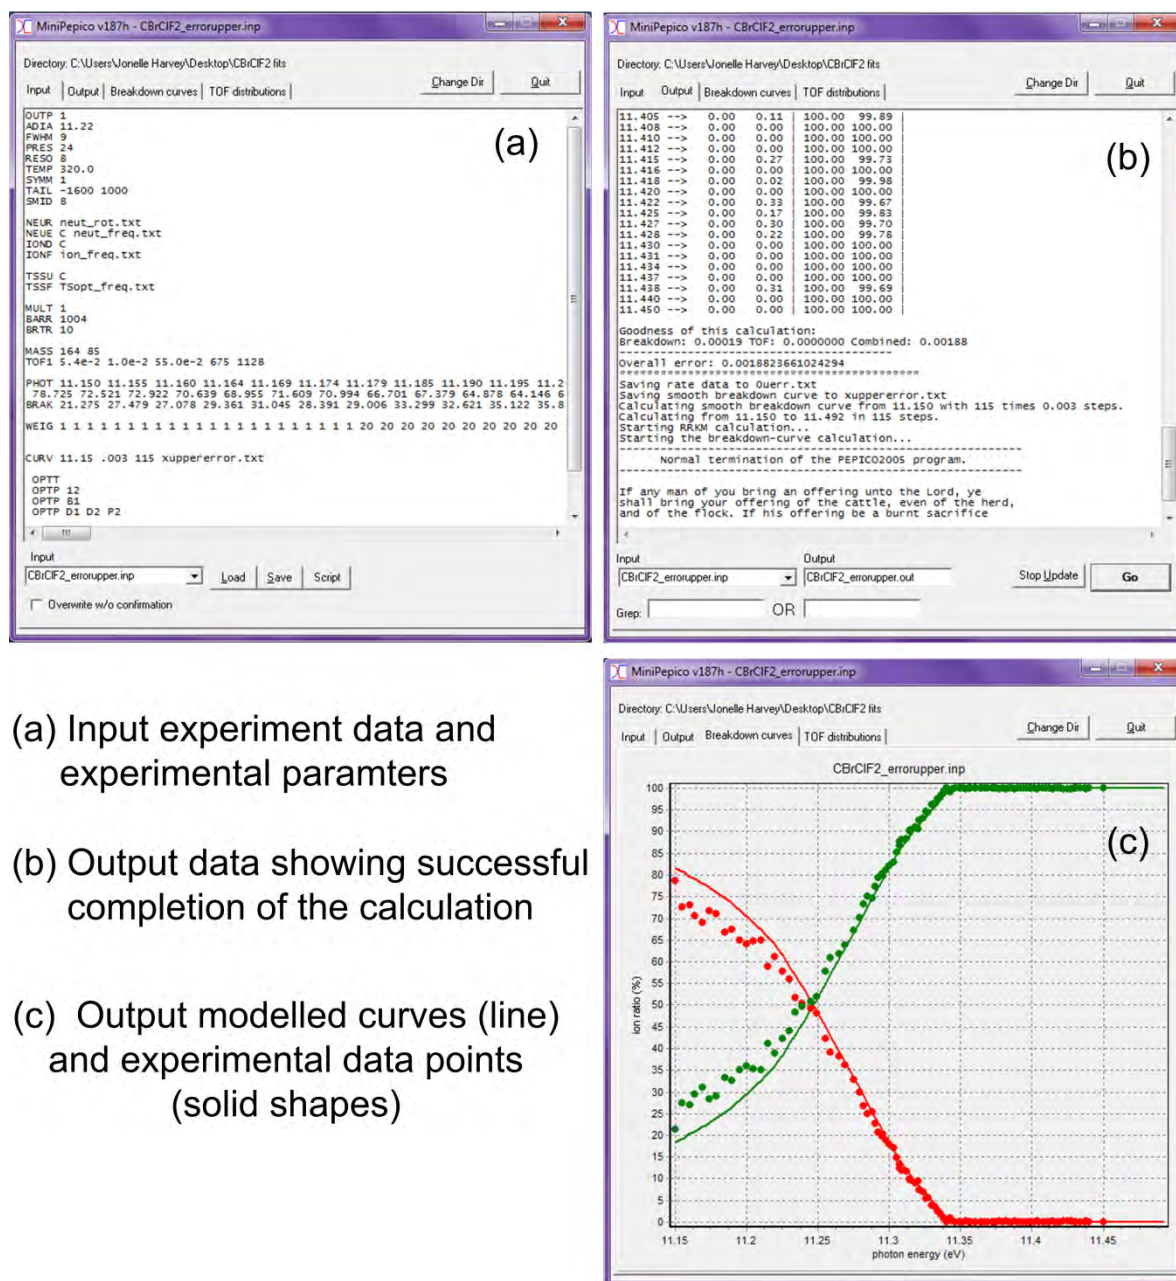 MiniPepico v187h - CBrClF2_errorupper.inp
Directory: C:\Users\Jonelle Harvey\Desktop\CBrClF2 fits
Change Dir Quit
Input Output Breakdown curves TOF distributions
(a)
OUTP 1
ADIA 11.22
FWHM 9
PRES 24
RESO 8
TEMP 320.0
SYMM 1
TAIL -1600 1000
SMID 8
NEUR neut_rot.txt
NEUE C neut_freq.txt
IOND C
IONF ion_freq.txt
TSSU C
TSSF TSopt_freq.txt
MULT 1
BARR 1004
BRTR 10
MASS 164 85
TOF1 5.4e-2 1.0e-2 55.0e-2 675 1128
PHOT 11.150 11.155 11.160 11.164 11.169 11.174 11.179 11.185 11.190 11.195 11.2
78.725 72.521 72.922 70.639 68.955 71.609 70.994 66.701 67.379 64.878 64.146 6
BRAK 21.275 27.479 27.078 29.361 31.045 28.391 29.006 33.299 32.621 35.122 35.8
WEIG 1 1 1 1 1 1 1 1 1 1 1 1 1 1 1 1 1 1 1 1 1 20 20 20 20 20 20 20 20 20
CURV 11.15 .003 115 xuppererror.txt
OPTT
OPTP 12
OPTP B1
OPTP D1 D2 P2
Input
CBrClF2_errorupper.inp Load Save Script
Overwrite w/o confirmation
MiniPepico v187h - CBrClF2_errorupper.inp
Directory: C:\Users\Jonelle Harvey\Desktop\CBrClF2 fits
Change Dir Quit
Input Output Breakdown curves TOF distributions
(b)
11.405 --> 0.00 0.11 | 100.00 99.89 |
11.408 --> 0.00 0.00 | 100.00 100.00 |
11.410 --> 0.00 0.00 | 100.00 100.00 |
11.412 --> 0.00 0.00 | 100.00 100.00 |
11.415 --> 0.00 0.27 | 100.00 99.73 |
11.416 --> 0.00 0.00 | 100.00 100.00 |
11.418 --> 0.00 0.02 | 100.00 99.98 |
11.420 --> 0.00 0.00 | 100.00 100.00 |
11.422 --> 0.00 0.33 | 100.00 99.67 |
11.425 --> 0.00 0.17 | 100.00 99.83 |
11.427 --> 0.00 0.30 | 100.00 99.70 |
11.428 --> 0.00 0.22 | 100.00 99.78 |
11.430 --> 0.00 0.00 | 100.00 100.00 |
11.431 --> 0.00 0.00 | 100.00 100.00 |
11.434 --> 0.00 0.00 | 100.00 100.00 |
11.437 --> 0.00 0.00 | 100.00 100.00 |
11.438 --> 0.00 0.31 | 100.00 99.69 |
11.440 --> 0.00 0.00 | 100.00 100.00 |
11.450 --> 0.00 0.00 | 100.00 100.00 |
Goodness of this calculation:
Breakdown: 0.00019 TOF: 0.0000000 Combined: 0.00188
Overall error: 0.0018823661024294
Saving rate data to Ouerr.txt
Saving smooth breakdown curve to xuppererror.txt
Calculating smooth breakdown curve from 11.150 with 115 times 0.003 steps.
Calculating from 11.150 to 11.492 in 115 steps.
Starting RRKM calculation...
Starting the breakdown-curve calculation...
Normal termination of the PEPICO2005 program.
If any man of you bring an offering unto the Lord, ye
shall bring your offering of the cattle, even of the herd,
and of the flock. If his offering be a burnt sacrifice
Input Output
CBrClF2_errorupper.inp CBrClF2_errorupper.out Stop Update Go
Grep: OR
(a) Input experiment data and
experimental paramters
(b) Output data showing successful
completion of the calculation
(c) Output modelled curves (line)
and experimental data points
(solid shapes)
MiniPepico v187h - CBrClF2_errorupper.inp
Directory: C:\Users\Jonelle Harvey\Desktop\CBrClF2 fits
Change Dir Quit
Input Output Breakdown curves TOF distributions
CBrClF2_errorupper.inp
(c)
100
95
90
85
80
75
70
65
60
55
50
45
40
35
30
25
20
15
10
5
0
ion ratio (%)
11.15 11.2 11.25 11.3 11.35 11.4 11.45
photon energy (eV)